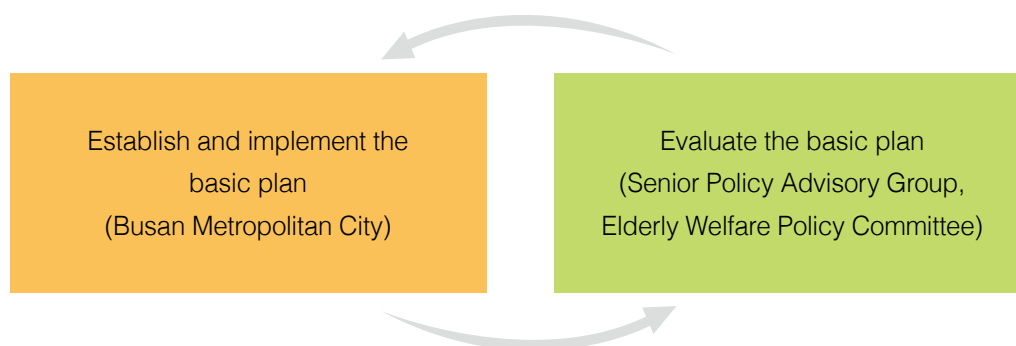 Establish and implement the
basic plan
(Busan Metropolitan City)
Evaluate the basic plan
(Senior Policy Advisory Group,
Elderly Welfare Policy Committee)